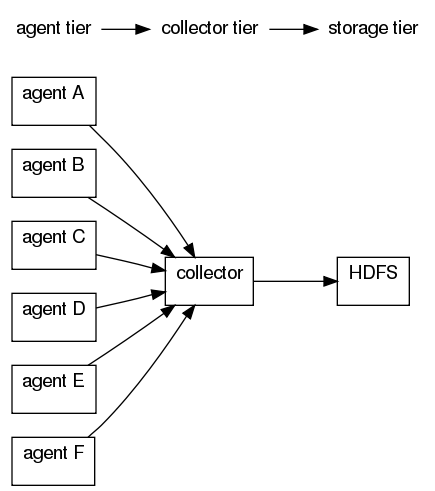 agent tier collector tier storage tier
agent A
agent B
agent C
collector
HDFS
agent D
agent E
agent F